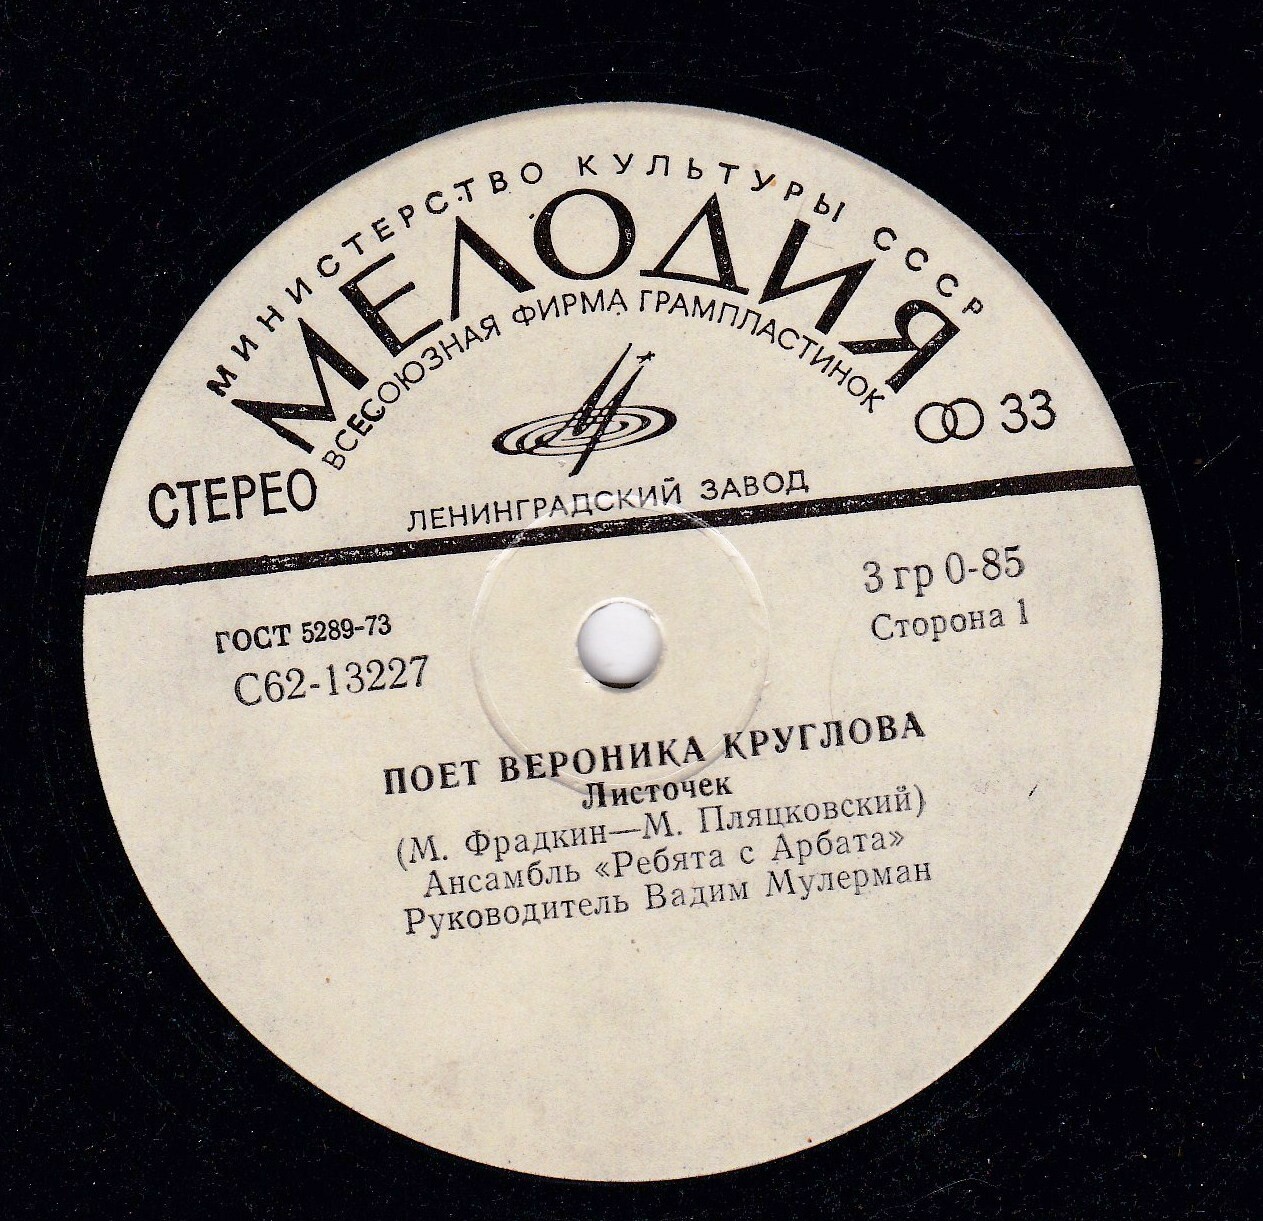 МИНИСТЕРСТВО КУЛЬТУРЫ СССР
МЕЛОДИЯ
ВСЕСОЮЗНАЯ ФИРМА ГРАМПЛАСТИНОК
33
СТЕРЕО
ЛЕНИНГРАДСКИЙ ЗАВОД
ГОСТ 5289-73
С62-13227
3 гр 0-85
Сторона 1
ПОЕТ ВЕРОНИКА КРУГЛОВА
Листочек
(М. Фрадкин—М. Пляцковский)
Ансамбль «Ребята с Арбата»
Руководитель Вадим Мулерман